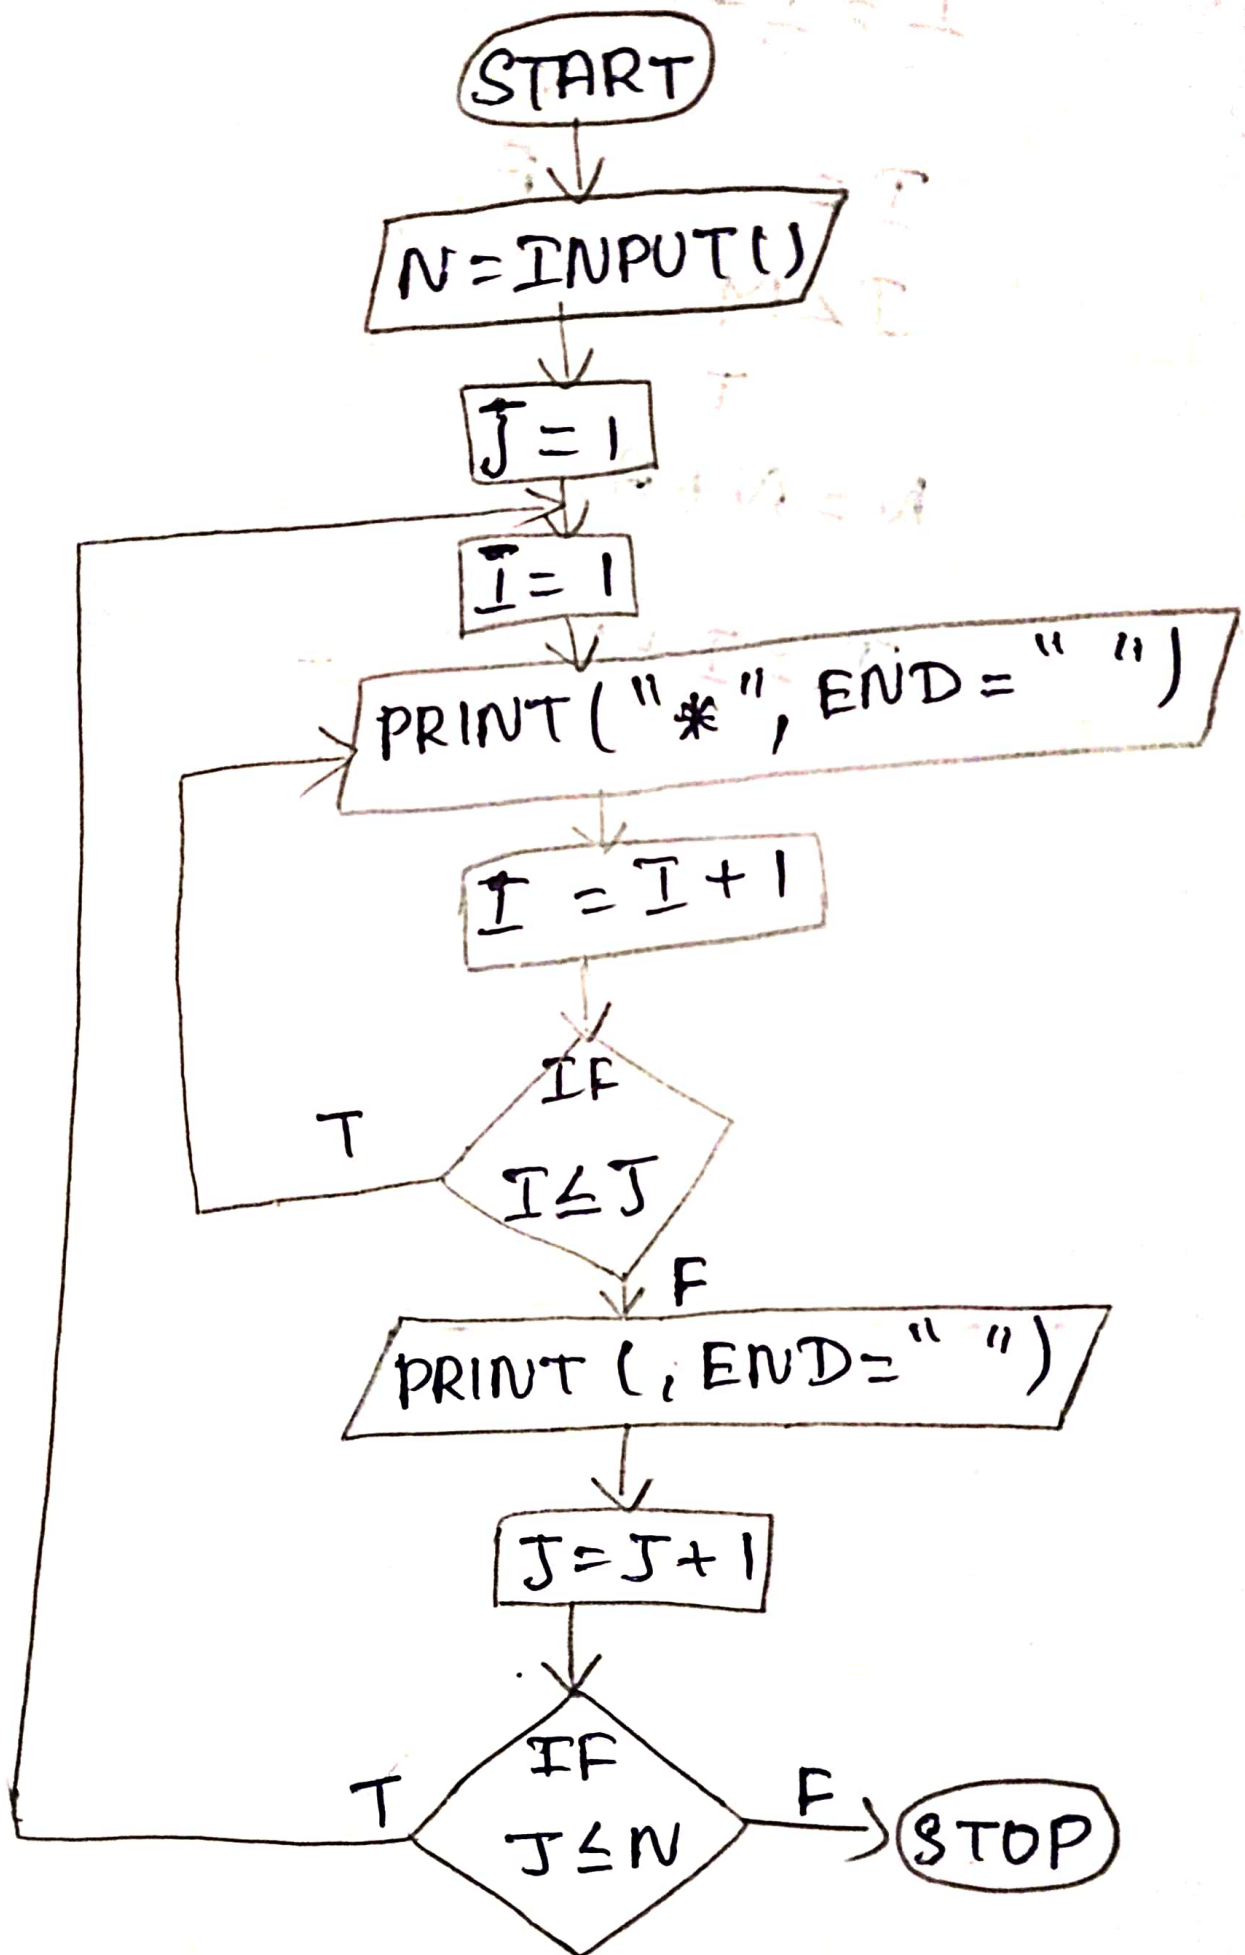 START
N=INPUT()
J=1
I=1
PRINT("*", END=" ")
I = I+1
IF
T
I≤J
F
PRINT(, END=" ")
J=J+1
IF
T
F
J≤N
STOP